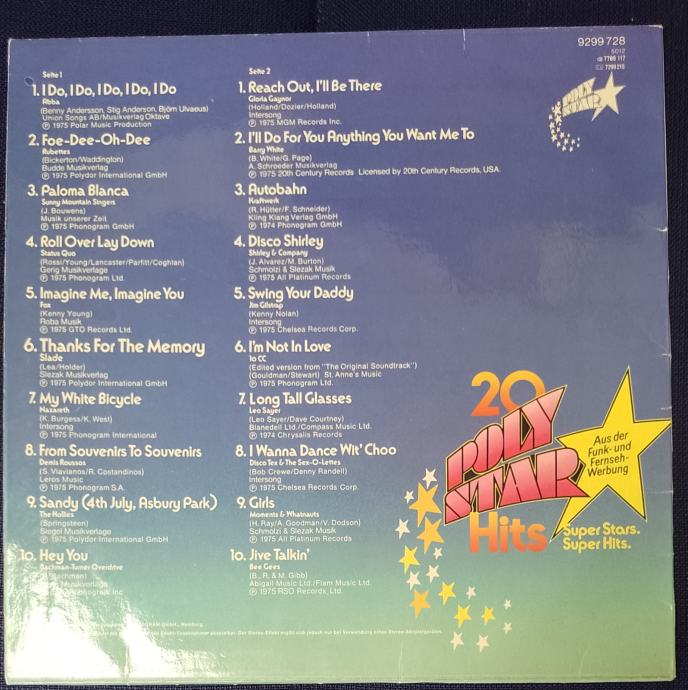 9299 728
5012
7299 215
POLY
STAR
Seite 1
1. I Do, I Do, I Do, I Do, I Do
Abba
(Benny Andersson, Stig Anderson, Björn Ulvaeus)
Union Songs AB/Musikverlag Oktave
Ⓟ 1975 Polar Music Production
2. Foe-Dee-Oh-Dee
Rubettes
(Bickerton/Waddington)
Budde Musikverlag
Ⓟ 1975 Polydor International GmbH
3. Paloma Blanca
Sunny Mountain Singers
(J. Bouwens)
Musik unserer Zeit
Ⓟ 1975 Phonogram GmbH
4. Roll Over Lay Down
Status Quo
(Rossi/Young/Lancaster/Parfitt/Coghlan)
Gerig Musikverlage
Ⓟ 1975 Phonogram Ltd.
5. Imagine Me, Imagine You
Fox
(Kenny Young)
Roba Musik
Ⓟ 1975 GTO Records Ltd.
6. Thanks For The Memory
Slade
(Lea/Holder)
Slezak Musikverlag
Ⓟ 1975 Polydor International GmbH
7. My White Bicycle
Nazareth
(K. Burgess/K. West)
Intersong
Ⓟ 1975 Phonogram International
8. From Souvenirs To Souvenirs
Demis Roussos
(S. Vlavianos/R. Costandinos)
Leros Music
Ⓟ 1975 Phonogram S.A.
9. Sandy (4th July, Asbury Park)
The Hollies
(Springsteen)
Siegel Musikverlage
Ⓟ 1975 Polydor International GmbH
10. Hey You
Bachman-Turner Overdrive
Seite 2
1. Reach Out, I'll Be There
Gloria Gaynor
(Holland/Dozier/Holland)
Intersong
Ⓟ 1975 MGM Records Inc.
2. I'll Do For You Anything You Want Me To
Barry White
(B. White/G. Page)
A. Schroeder Musikverlag
Ⓟ 1975 20th Century Records Licensed by 20th Century Records, USA.
3. Autobahn
Kraftwerk
(R. Hütter/F. Schneider)
Kling Klang Verlag GmbH
Ⓟ 1974 Phonogram GmbH
4. Disco Shirley
Shirley & Company
(J. Alvarez/M. Burton)
Schmolzi & Slezak Musik
Ⓟ 1975 All Platinum Records
5. Swing Your Daddy
Jim Gilstrap
(Kenny Nolan)
Intersong
Ⓟ 1975 Chelsea Records Corp.
6. I'm Not In Love
10 CC
(Edited version from "The Original Soundtrack")
(Gouldman/Stewart) St. Anne's Music
Ⓟ 1975 Phonogram Ltd.
7. Long Tall Glasses
Leo Sayer
(Leo Sayer/Dave Courtney)
Blanedell Ltd./Compass Music Ltd.
Ⓟ 1974 Chrysalis Records
8. I Wanna Dance Wit' Choo
Disco Tex & The Sex-O-Lettes
(Bob Crewe/Denny Randell)
Intersong
Ⓟ 1975 Chelsea Records Corp.
9. Girls
Moments & Whatnauts
(H. Ray/A. Goodman/V. Dodson)
Schmolzi & Slezak Musik
Ⓟ 1975 All Platinum Records
10. Jive Talkin'
Bee Gees
(B., R. & M. Gibb)
Abigail Music Ltd./Flam Music Ltd.
Ⓟ 1975 RSO Records, Ltd.
20
POLY
STAR
Hits
Aus der
Funk- und
Fernseh-
Werbung
Super Stars.
Super Hits.